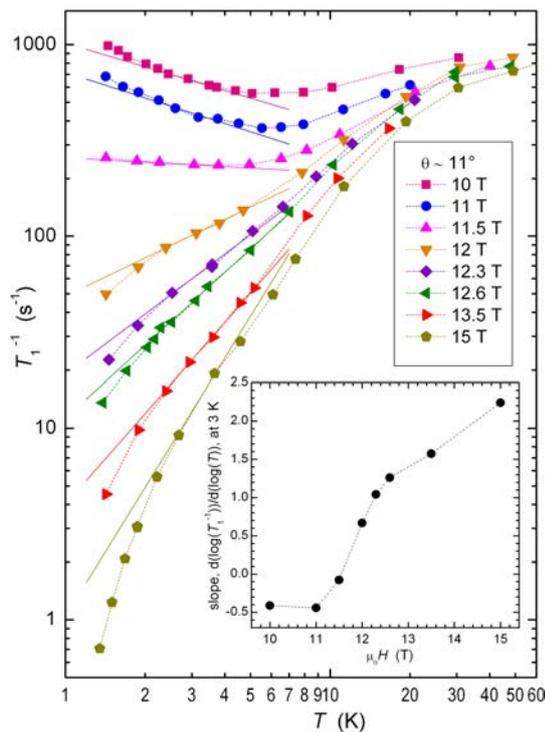 1000
100
10
1
T₁⁻¹ (s⁻¹)
θ ~ 11°
10 T
11 T
11.5 T
12 T
12.3 T
12.6 T
13.5 T
15 T
2.5
2.0
1.5
1.0
0.5
0.0
-0.5
slope, d(log(T₁⁻¹))/d(log(T)), at 3 K
10 11 12 13 14 15
μ₀H (T)
1 2 3 4 5 6 7 8 9 10 20 30 40 50 60
T (K)